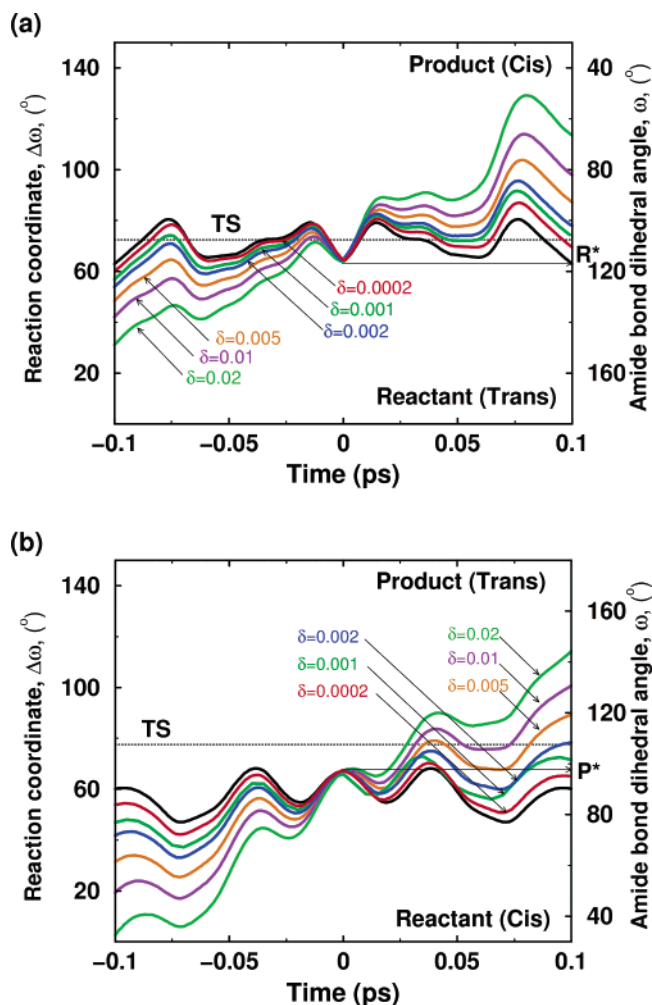 (a)
140
100
60
20
Reaction coordinate, Δω, (°)
Product (Cis)
TS
δ=0.0002
δ=0.001
δ=0.002
δ=0.005
δ=0.01
δ=0.02
Reactant (Trans)
40
80
R*
120
160
Amide bond dihedral angle, ω, (°)
−0.1 −0.05 0 0.05 0.1
Time (ps)
(b)
140
100
60
20
Reaction coordinate, Δω, (°)
Product (Trans)
δ=0.002
δ=0.001
δ=0.0002
δ=0.02
δ=0.01
δ=0.005
TS
Reactant (Cis)
160
120
P*
80
40
Amide bond dihedral angle, ω, (°)
−0.1 −0.05 0 0.05 0.1
Time (ps)